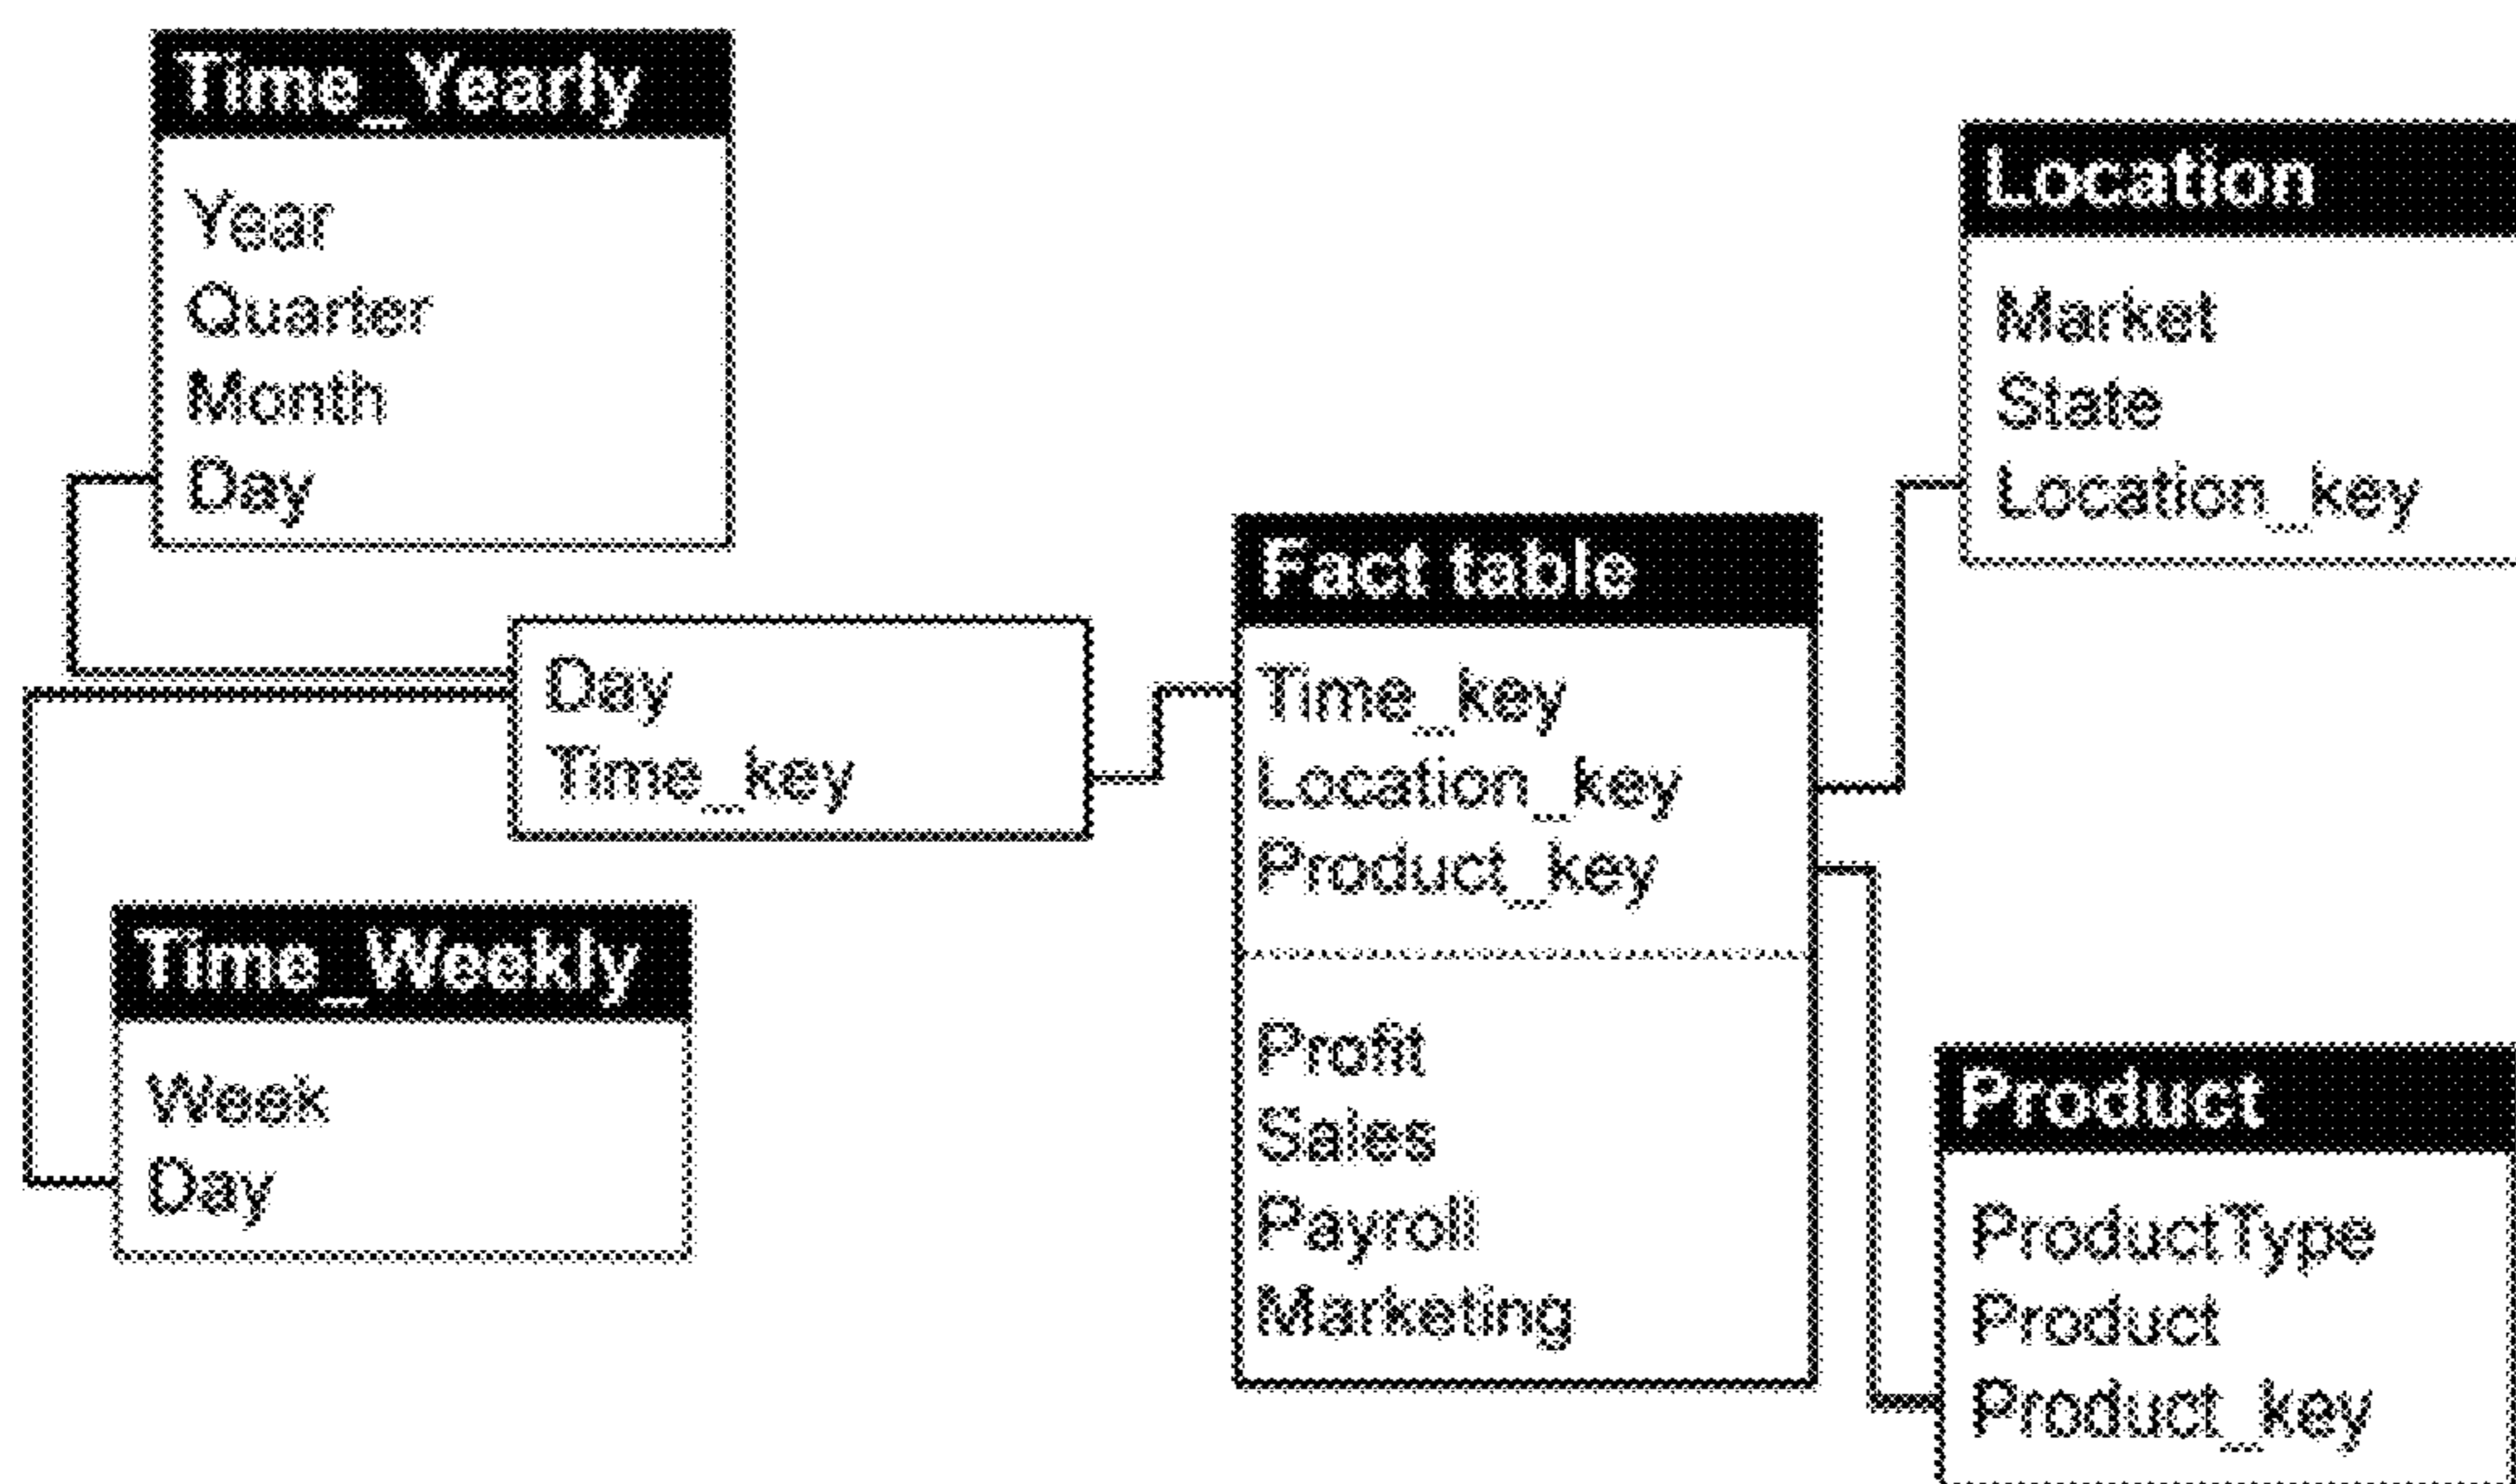 Time_Yearly
Year
Quarter
Month
Day
Day
Time_key
Time_Weekly
Week
Day
Fact table
Time_key
Location_key
Product_key
Profit
Sales
Payroll
Marketing
Location
Market
State
Location_key
Product
ProductType
Product
Product_key